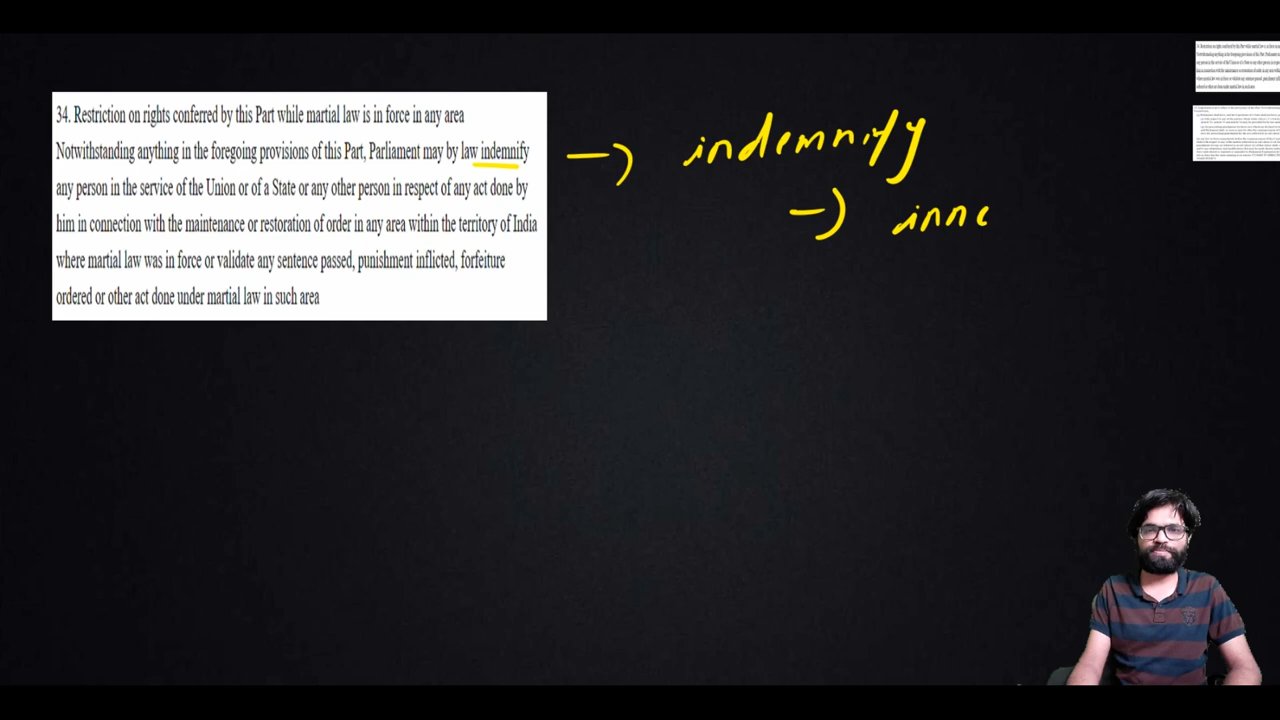 34. Restriction on rights conferred by this Part while martial law is in force in any area
Notwithstanding anything in the foregoing provisions of this Part, Parliament may by law indemnify
any person in the service of the Union or of a State or any other person in respect of any act done by
him in connection with the maintenance or restoration of order in any area within the territory of India
where martial law was in force or validate any sentence passed, punishment inflicted, forfeiture
ordered or other act done under martial law in such area
→ indemnify
→ inne